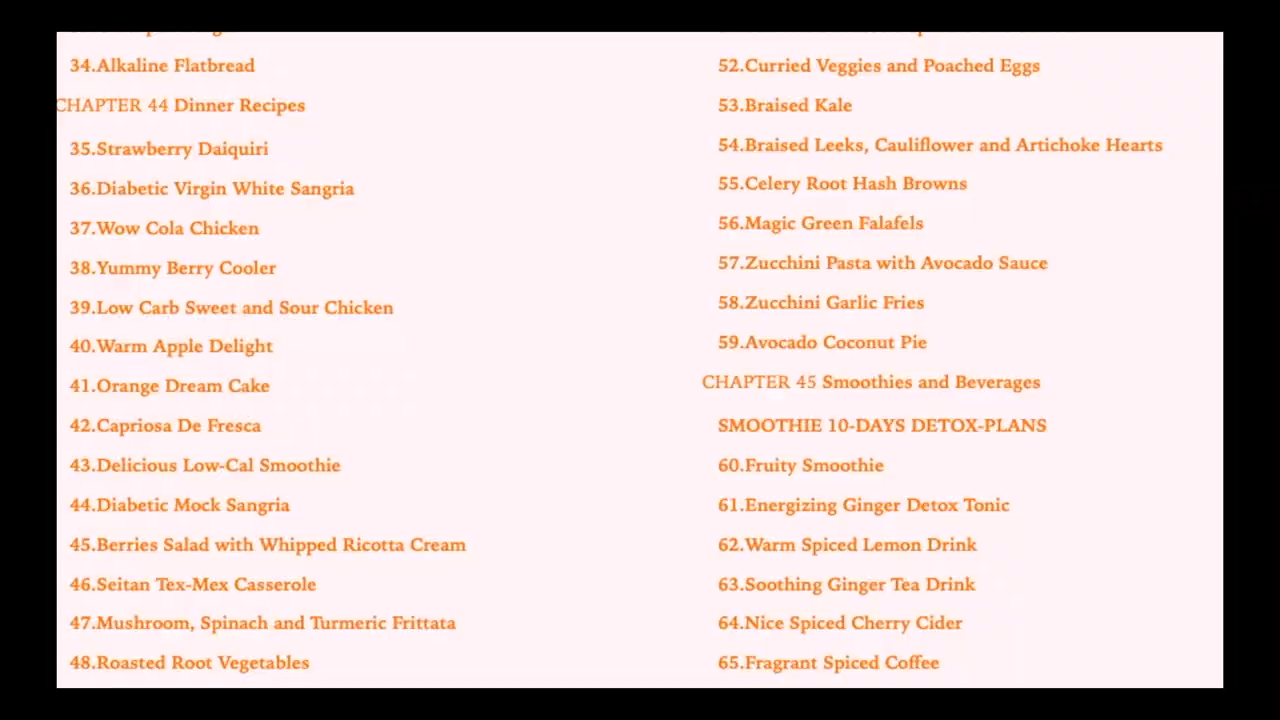 34.Alkaline Flatbread
CHAPTER 44 Dinner Recipes
35.Strawberry Daiquiri
36.Diabetic Virgin White Sangria
37.Wow Cola Chicken
38.Yummy Berry Cooler
39.Low Carb Sweet and Sour Chicken
40.Warm Apple Delight
41.Orange Dream Cake
42.Capriosa De Fresca
43.Delicious Low-Cal Smoothie
44.Diabetic Mock Sangria
45.Berries Salad with Whipped Ricotta Cream
46.Seitan Tex-Mex Casserole
47.Mushroom, Spinach and Turmeric Frittata
48.Roasted Root Vegetables
52.Curried Veggies and Poached Eggs
53.Braised Kale
54.Braised Leeks, Cauliflower and Artichoke Hearts
55.Celery Root Hash Browns
56.Magic Green Falafels
57.Zucchini Pasta with Avocado Sauce
58.Zucchini Garlic Fries
59.Avocado Coconut Pie
CHAPTER 45 Smoothies and Beverages
SMOOTHIE 10-DAYS DETOX-PLANS
60.Fruity Smoothie
61.Energizing Ginger Detox Tonic
62.Warm Spiced Lemon Drink
63.Soothing Ginger Tea Drink
64.Nice Spiced Cherry Cider
65.Fragrant Spiced Coffee